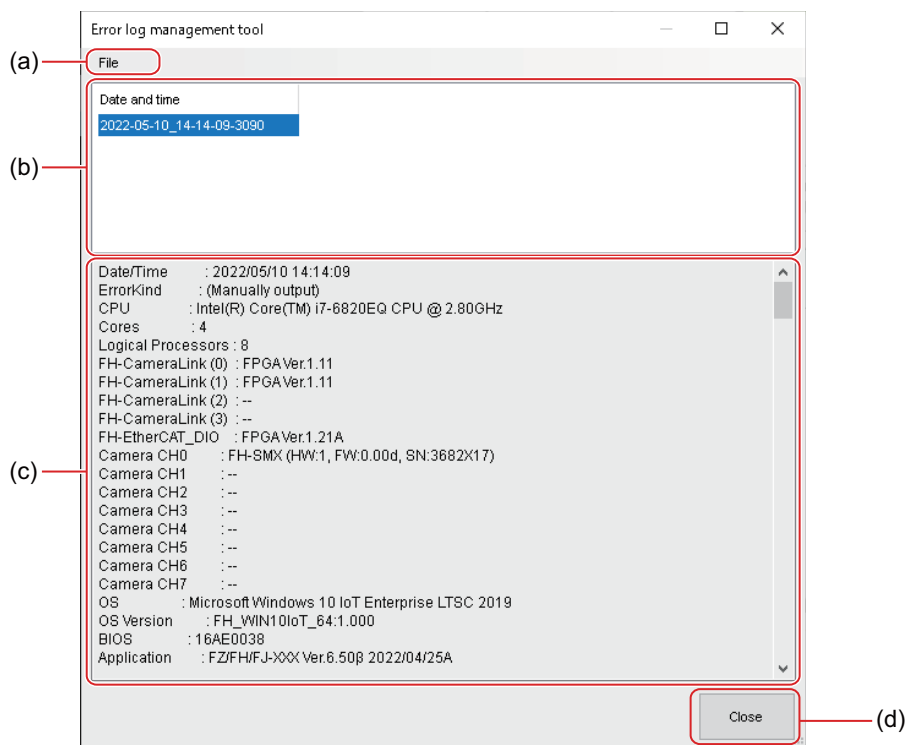 Error log management tool
(a)
File
Date and time
2022-05-10_14-14-09-3090
(b)
Date/Time : 2022/05/10 14:14:09
ErrorKind : (Manually output)
CPU : Intel(R) Core(TM) i7-6820EQ CPU @ 2.80GHz
Cores : 4
Logical Processors : 8
FH-CameraLink (0) : FPGA Ver.1.11
FH-CameraLink (1) : FPGA Ver.1.11
FH-CameraLink (2) : --
FH-CameraLink (3) : --
FH-EtherCAT_DIO : FPGA Ver.1.21A
Camera CH0 : FH-SMX (HW:1, FW:0.00d, SN:3682X17)
(c)
Camera CH1 : --
Camera CH2 : --
Camera CH3 : --
Camera CH4 : --
Camera CH5 : --
Camera CH6 : --
Camera CH7 : --
OS : Microsoft Windows 10 IoT Enterprise LTSC 2019
OS Version : FH_WIN10IoT_64:1.000
BIOS : 16AE0038
Application : FZ/FH/FJ-XXX Ver.6.50β 2022/04/25A
Close
(d)